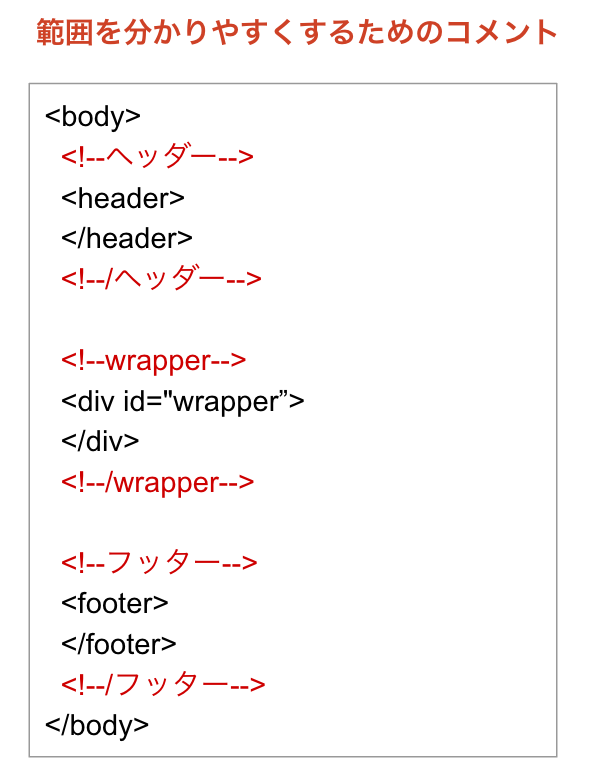 範囲を分かりやすくするためのコメント
<body>
<!--ヘッダー-->
<header>
</header>
<!--/ヘッダー-->
<!--wrapper-->
<div id="wrapper”>
</div>
<!--/wrapper-->
<!--フッター-->
<footer>
</footer>
<!--/フッター-->
</body>